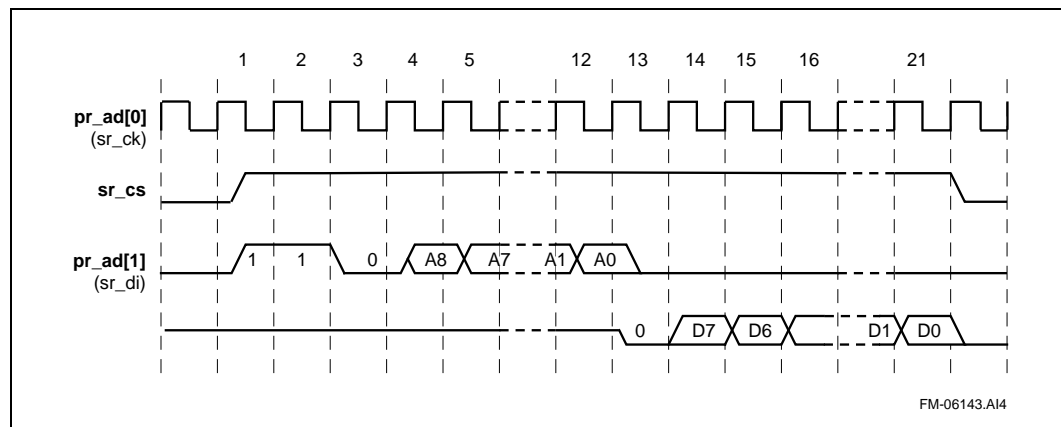 1 2 3 4 5 12 13 14 15 16 21
pr_ad[0]
(sr_ck)
sr_cs
pr_ad[1]
(sr_di)
1 1 0 A8 A7 A1 A0
0 D7 D6 D1 D0
FM-06143.AI4